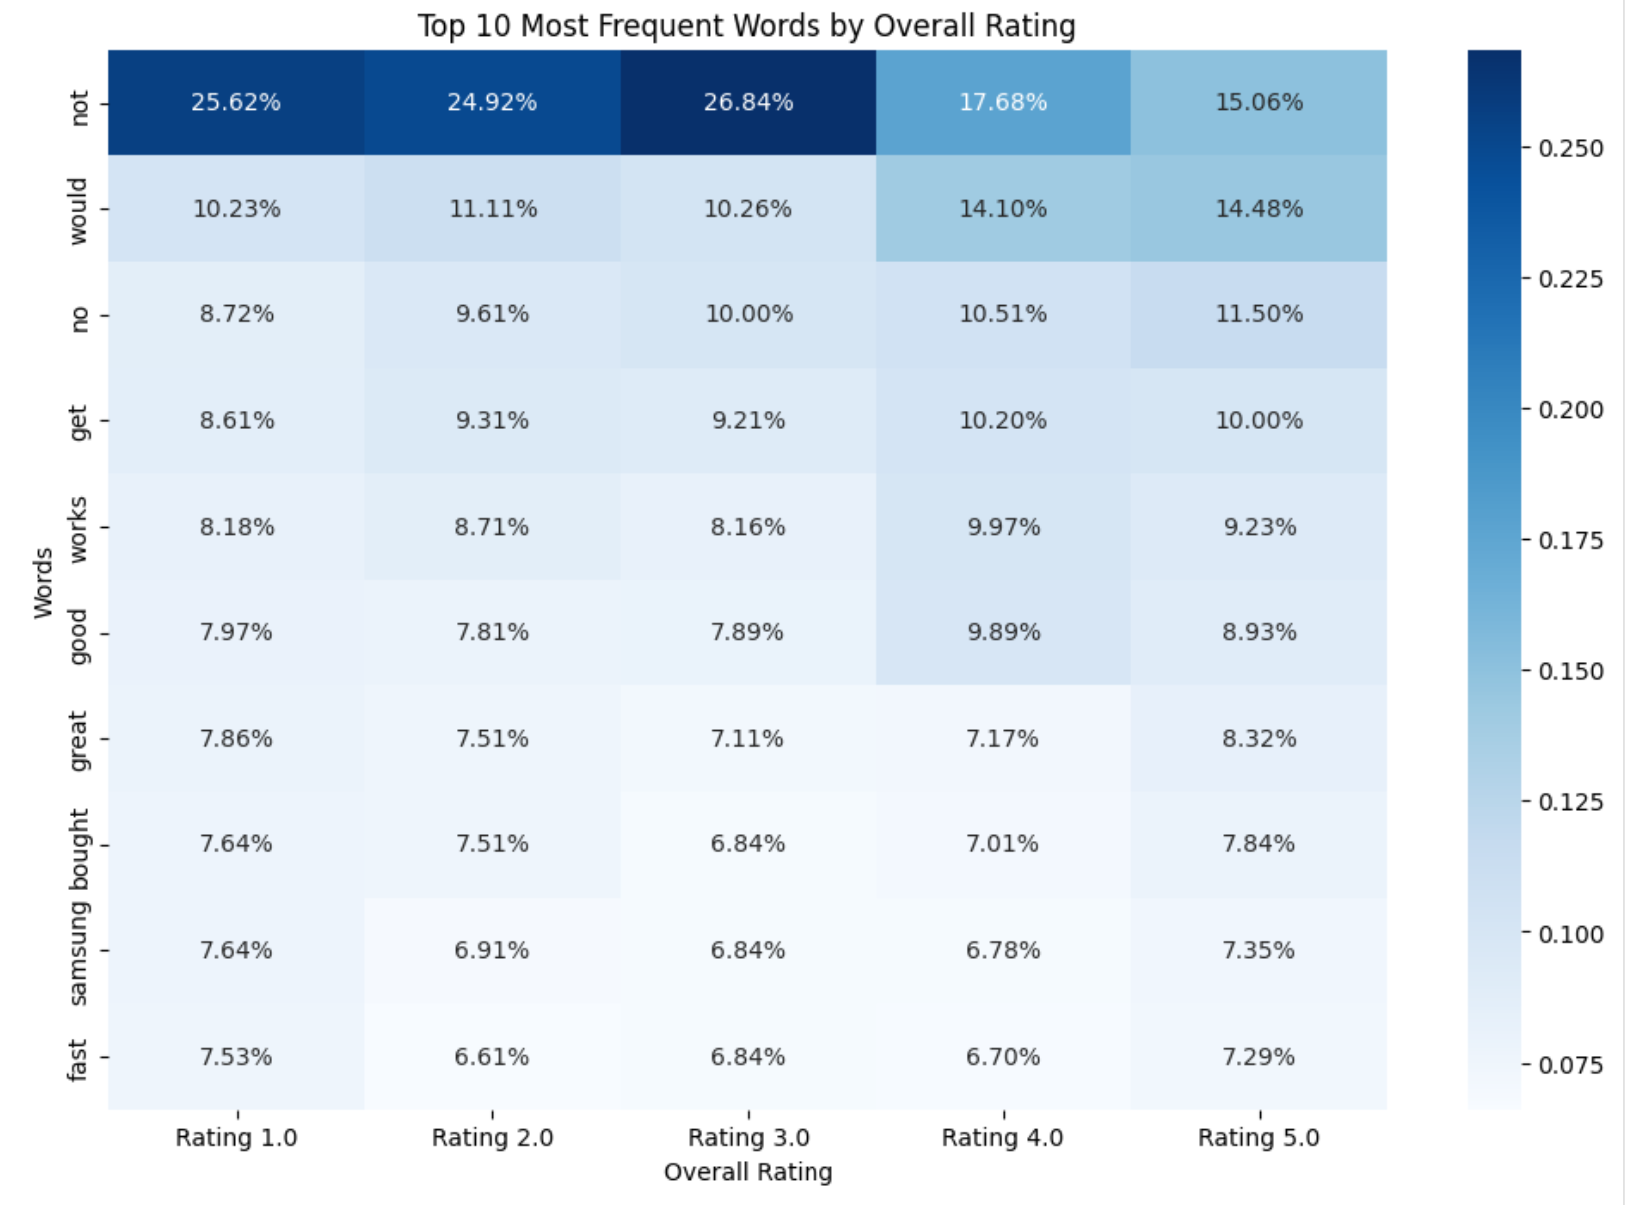 Top 10 Most Frequent Words by Overall Rating
not 25.62% 24.92% 26.84% 17.68% 15.06%
would 10.23% 11.11% 10.26% 14.10% 14.48%
no 8.72% 9.61% 10.00% 10.51% 11.50%
get 8.61% 9.31% 9.21% 10.20% 10.00%
works 8.18% 8.71% 8.16% 9.97% 9.23%
good 7.97% 7.81% 7.89% 9.89% 8.93%
great 7.86% 7.51% 7.11% 7.17% 8.32%
bought 7.64% 7.51% 6.84% 7.01% 7.84%
samsung 7.64% 6.91% 6.84% 6.78% 7.35%
fast 7.53% 6.61% 6.84% 6.70% 7.29%
Words
Rating 1.0 Rating 2.0 Rating 3.0 Rating 4.0 Rating 5.0
Overall Rating
0.250
0.225
0.200
0.175
0.150
0.125
0.100
0.075